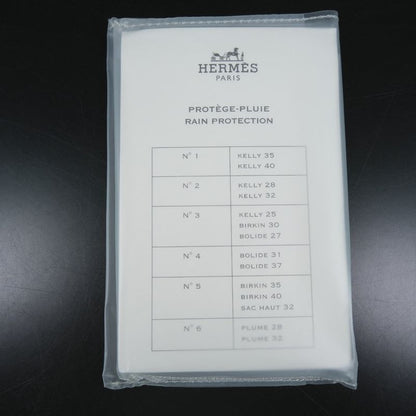 HERMÈS
PARIS
PROTÈGE-PLUIE
RAIN PROTECTION
N° 1 KELLY 35
KELLY 40
N° 2 KELLY 28
KELLY 32
N° 3 KELLY 25
BIRKIN 30
BOLIDE 27
N° 4 BOLIDE 31
BOLIDE 37
N° 5 BIRKIN 35
BIRKIN 40
SAC HAUT 32
N° 6 PLUME 28
PLUME 32